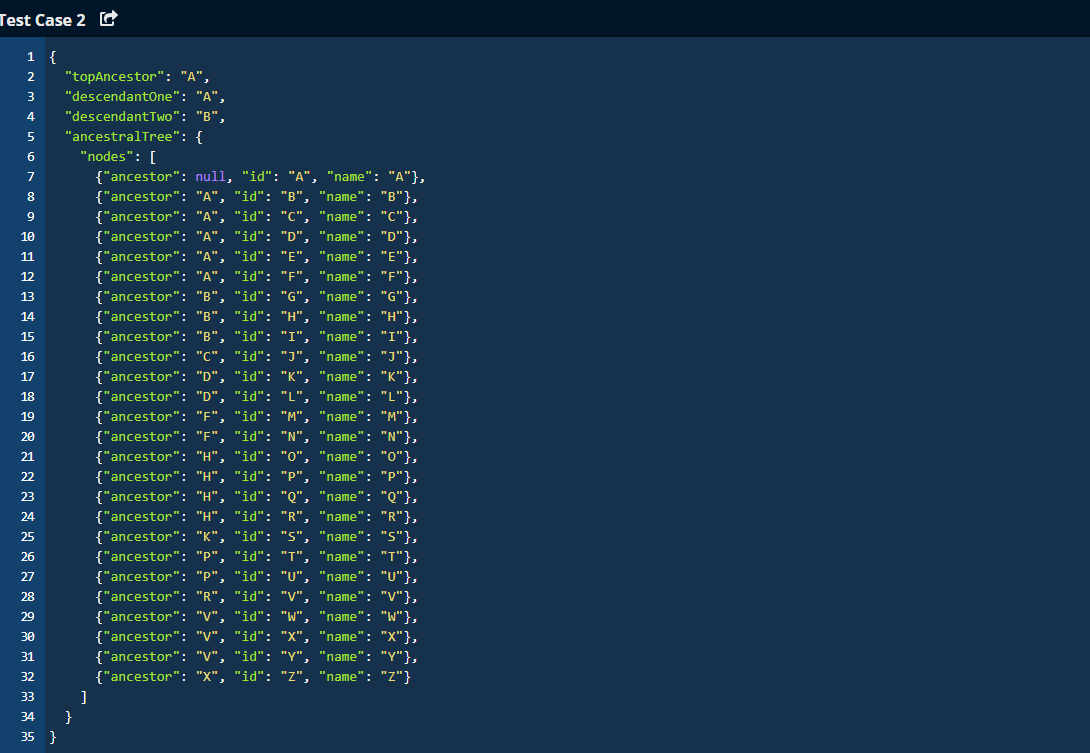 Test Case 2
1 {
2   "topAncestor": "A",
3   "descendantOne": "A",
4   "descendantTwo": "B",
5   "ancestralTree": {
6     "nodes": [
7       {"ancestor": null, "id": "A", "name": "A"},
8       {"ancestor": "A", "id": "B", "name": "B"},
9       {"ancestor": "A", "id": "C", "name": "C"},
10       {"ancestor": "A", "id": "D", "name": "D"},
11       {"ancestor": "A", "id": "E", "name": "E"},
12       {"ancestor": "A", "id": "F", "name": "F"},
13       {"ancestor": "B", "id": "G", "name": "G"},
14       {"ancestor": "B", "id": "H", "name": "H"},
15       {"ancestor": "B", "id": "I", "name": "I"},
16       {"ancestor": "C", "id": "J", "name": "J"},
17       {"ancestor": "D", "id": "K", "name": "K"},
18       {"ancestor": "D", "id": "L", "name": "L"},
19       {"ancestor": "F", "id": "M", "name": "M"},
20       {"ancestor": "F", "id": "N", "name": "N"},
21       {"ancestor": "H", "id": "O", "name": "O"},
22       {"ancestor": "H", "id": "P", "name": "P"},
23       {"ancestor": "H", "id": "Q", "name": "Q"},
24       {"ancestor": "H", "id": "R", "name": "R"},
25       {"ancestor": "K", "id": "S", "name": "S"},
26       {"ancestor": "P", "id": "T", "name": "T"},
27       {"ancestor": "P", "id": "U", "name": "U"},
28       {"ancestor": "R", "id": "V", "name": "V"},
29       {"ancestor": "V", "id": "W", "name": "W"},
30       {"ancestor": "V", "id": "X", "name": "X"},
31       {"ancestor": "V", "id": "Y", "name": "Y"},
32       {"ancestor": "X", "id": "Z", "name": "Z"}
33     ]
34   }
35 }